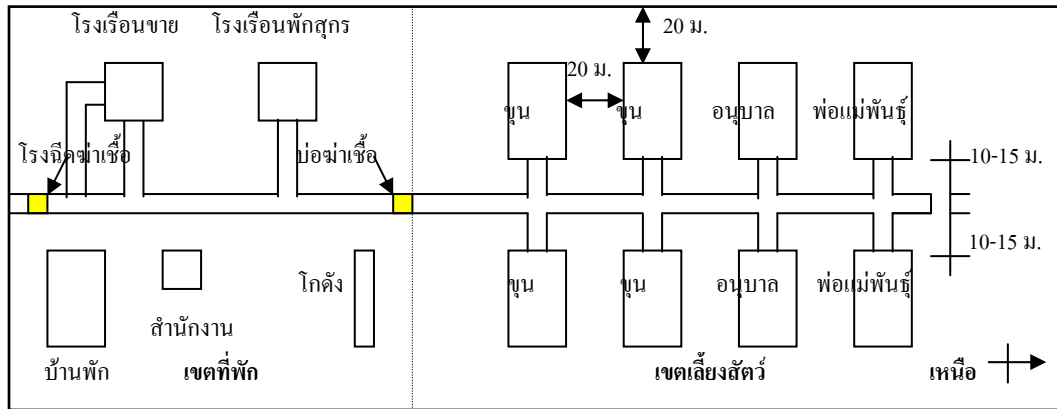 โรงเรือนขาย โรงเรือนพักสุกร 20 ม.
20 ม.
ขุน ขุน อนุบาล พ่อแม่พันธุ์
โรงฉีดฆ่าเชื้อ บ่อฆ่าเชื้อ 10-15 ม.
10-15 ม.
โกดัง ขุน ขุน อนุบาล พ่อแม่พันธุ์
สำนักงาน
บ้านพัก เขตที่พัก เขตเลี้ยงสัตว์ เหนือ